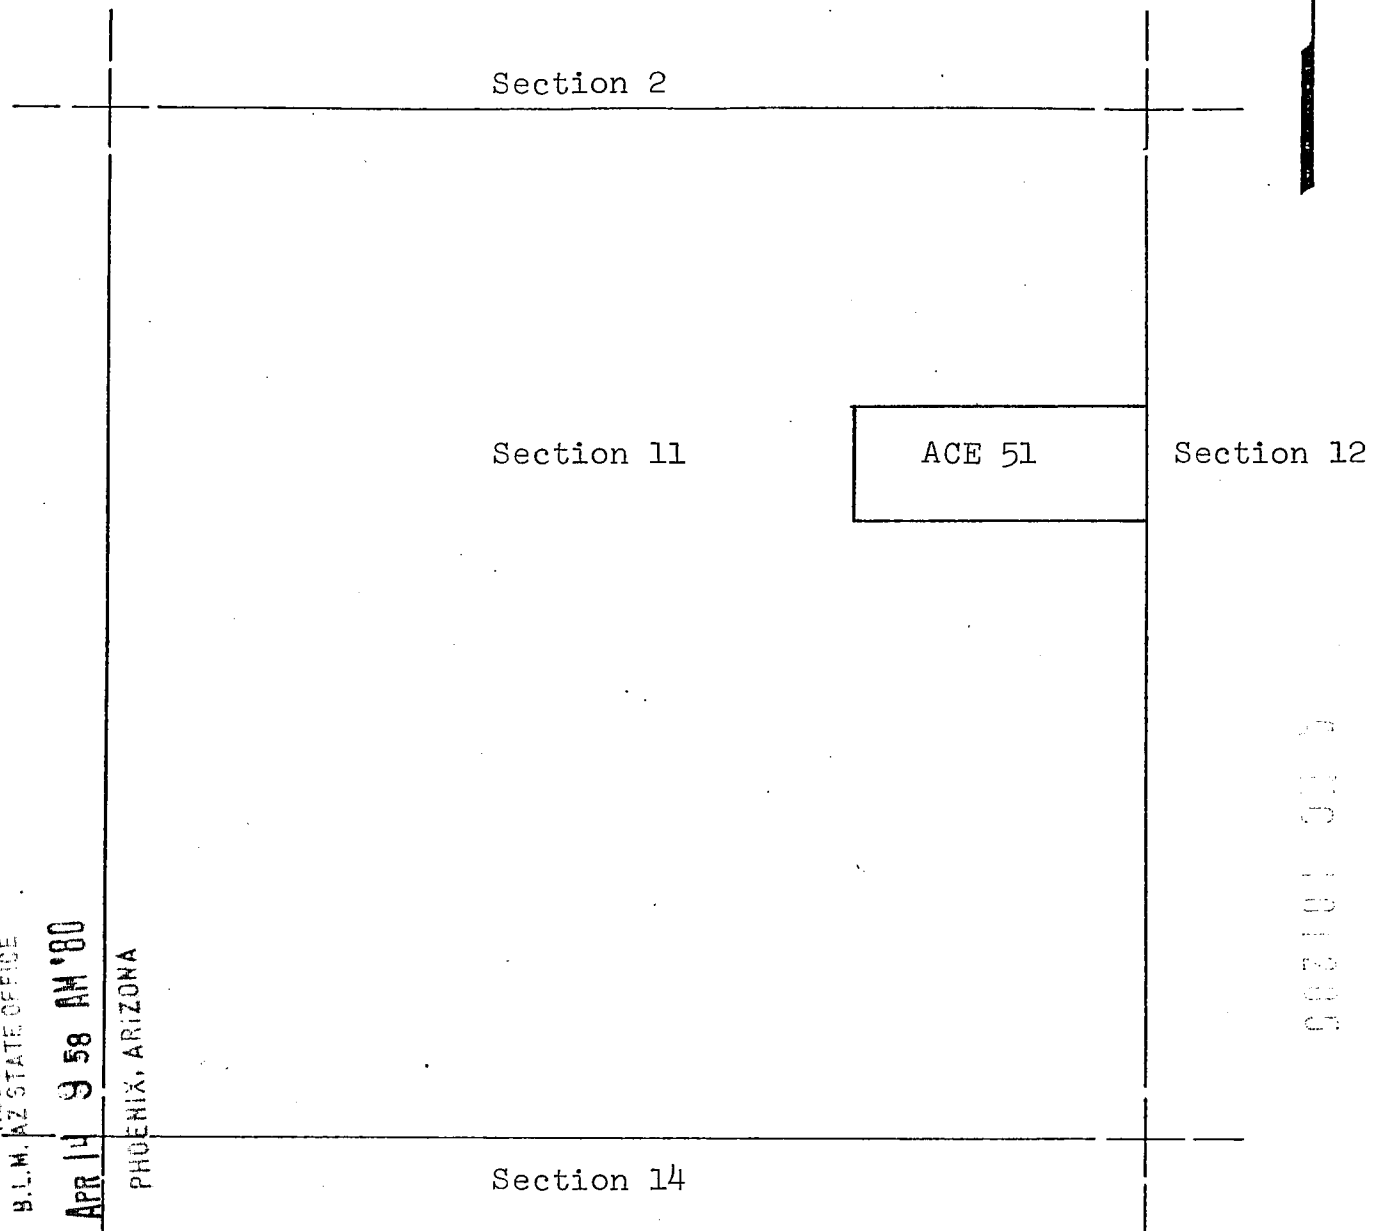 Section 2
Section 11
ACE 51
Section 12
Section 14
B.L.M. AZ STATE OFFICE
APR 14 9 58 AM '80
PHOENIX, ARIZONA